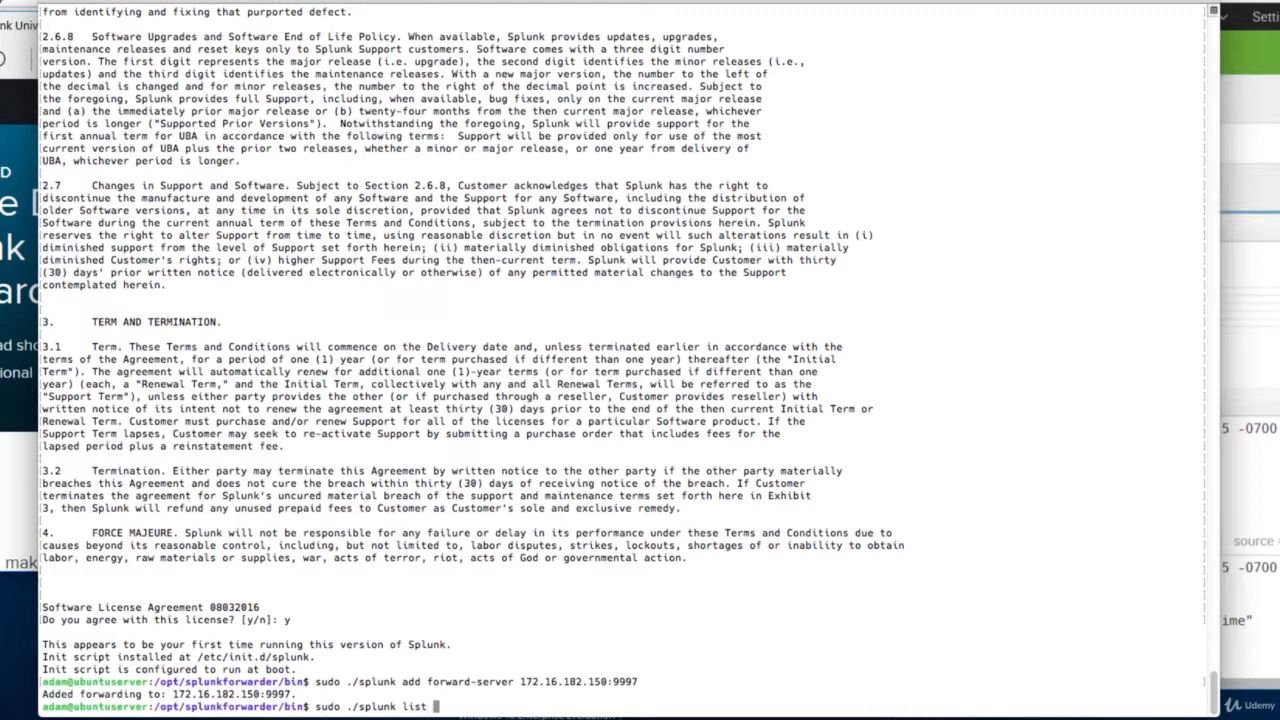 from identifying and fixing that purported defect.
2.6.8 Software Upgrades and Software End of Life Policy. When available, Splunk provides updates, upgrades,
maintenance releases and reset keys only to Splunk Support customers. Software comes with a three digit number
version. The first digit represents the major release (i.e. upgrade), the second digit identifies the minor releases (i.e.,
updates) and the third digit identifies the maintenance releases. With a new major version, the number to the left of
the decimal is changed and for minor releases, the number to the right of the decimal point is increased. Subject to
the foregoing, Splunk provides full Support, including, when available, bug fixes, only on the current major release
and (a) the immediately prior major release or (b) twenty-four months from the then current major release, whichever
period is longer ("Supported Prior Versions"). Notwithstanding the foregoing, Splunk will provide support for the
first annual term for UBA in accordance with the following terms: Support will be provided only for use of the most
current version of UBA plus the prior two releases, whether a minor or major release, or one year from delivery of
UBA, whichever period is longer.
2.7 Changes in Support and Software. Subject to Section 2.6.8, Customer acknowledges that Splunk has the right to
discontinue the manufacture and development of any Software and the Support for any Software, including the distribution of
older Software versions, at any time in its sole discretion, provided that Splunk agrees not to discontinue Support for the
Software during the current annual term of these Terms and Conditions, subject to the termination provisions herein. Splunk
reserves the right to alter Support from time to time, using reasonable discretion but in no event will such alterations result in (i)
diminished support from the level of Support set forth herein; (ii) materially diminished obligations for Splunk; (iii) materially
diminished Customer's rights; or (iv) higher Support Fees during the then-current term. Splunk will provide Customer with thirty
(30) days' prior written notice (delivered electronically or otherwise) of any permitted material changes to the Support
contemplated herein.
3. TERM AND TERMINATION.
3.1 Term. These Terms and Conditions will commence on the Delivery date and, unless terminated earlier in accordance with the
terms of the Agreement, for a period of one (1) year (or for term purchased if different than one year) thereafter (the "Initial
Term"). The agreement will automatically renew for additional one (1)-year terms (or for term purchased if different than one
year) (each, a "Renewal Term," and the Initial Term, collectively with any and all Renewal Terms, will be referred to as the
"Support Term"), unless either party provides the other (or if purchased through a reseller, Customer provides reseller) with
written notice of its intent not to renew the agreement at least thirty (30) days prior to the end of the then current Initial Term or
Renewal Term. Customer must purchase and/or renew Support for all of the licenses for a particular Software product. If the
Support Term lapses, Customer may seek to re-activate Support by submitting a purchase order that includes fees for the
lapsed period plus a reinstatement fee.
3.2 Termination. Either party may terminate this Agreement by written notice to the other party if the other party materially
breaches this Agreement and does not cure the breach within thirty (30) days of receiving notice of the breach. If Customer
terminates the agreement for Splunk's uncured material breach of the support and maintenance terms set forth here in Exhibit
3, then Splunk will refund any unused prepaid fees to Customer as Customer's sole and exclusive remedy.
4. FORCE MAJEURE. Splunk will not be responsible for any failure or delay in its performance under these Terms and Conditions due to
causes beyond its reasonable control, including, but not limited to, labor disputes, strikes, lockouts, shortages of or inability to obtain
labor, energy, raw materials or supplies, war, acts of terror, riot, acts of God or governmental action.
Software License Agreement 08032016
Do you agree with this license? [y/n]: y
This appears to be your first time running this version of Splunk.
Init script installed at /etc/init.d/splunk.
Init script is configured to run at boot.
adam@ubuntuserver:/opt/splunkforwarder/bin$ sudo ./splunk add forward-server 172.16.182.150:9997
Added forwarding to: 172.16.182.150:9997.
adam@ubuntuserver:/opt/splunkforwarder/bin$ sudo ./splunk list
5 -0700
source =
5 -0700
ime"
Udemy